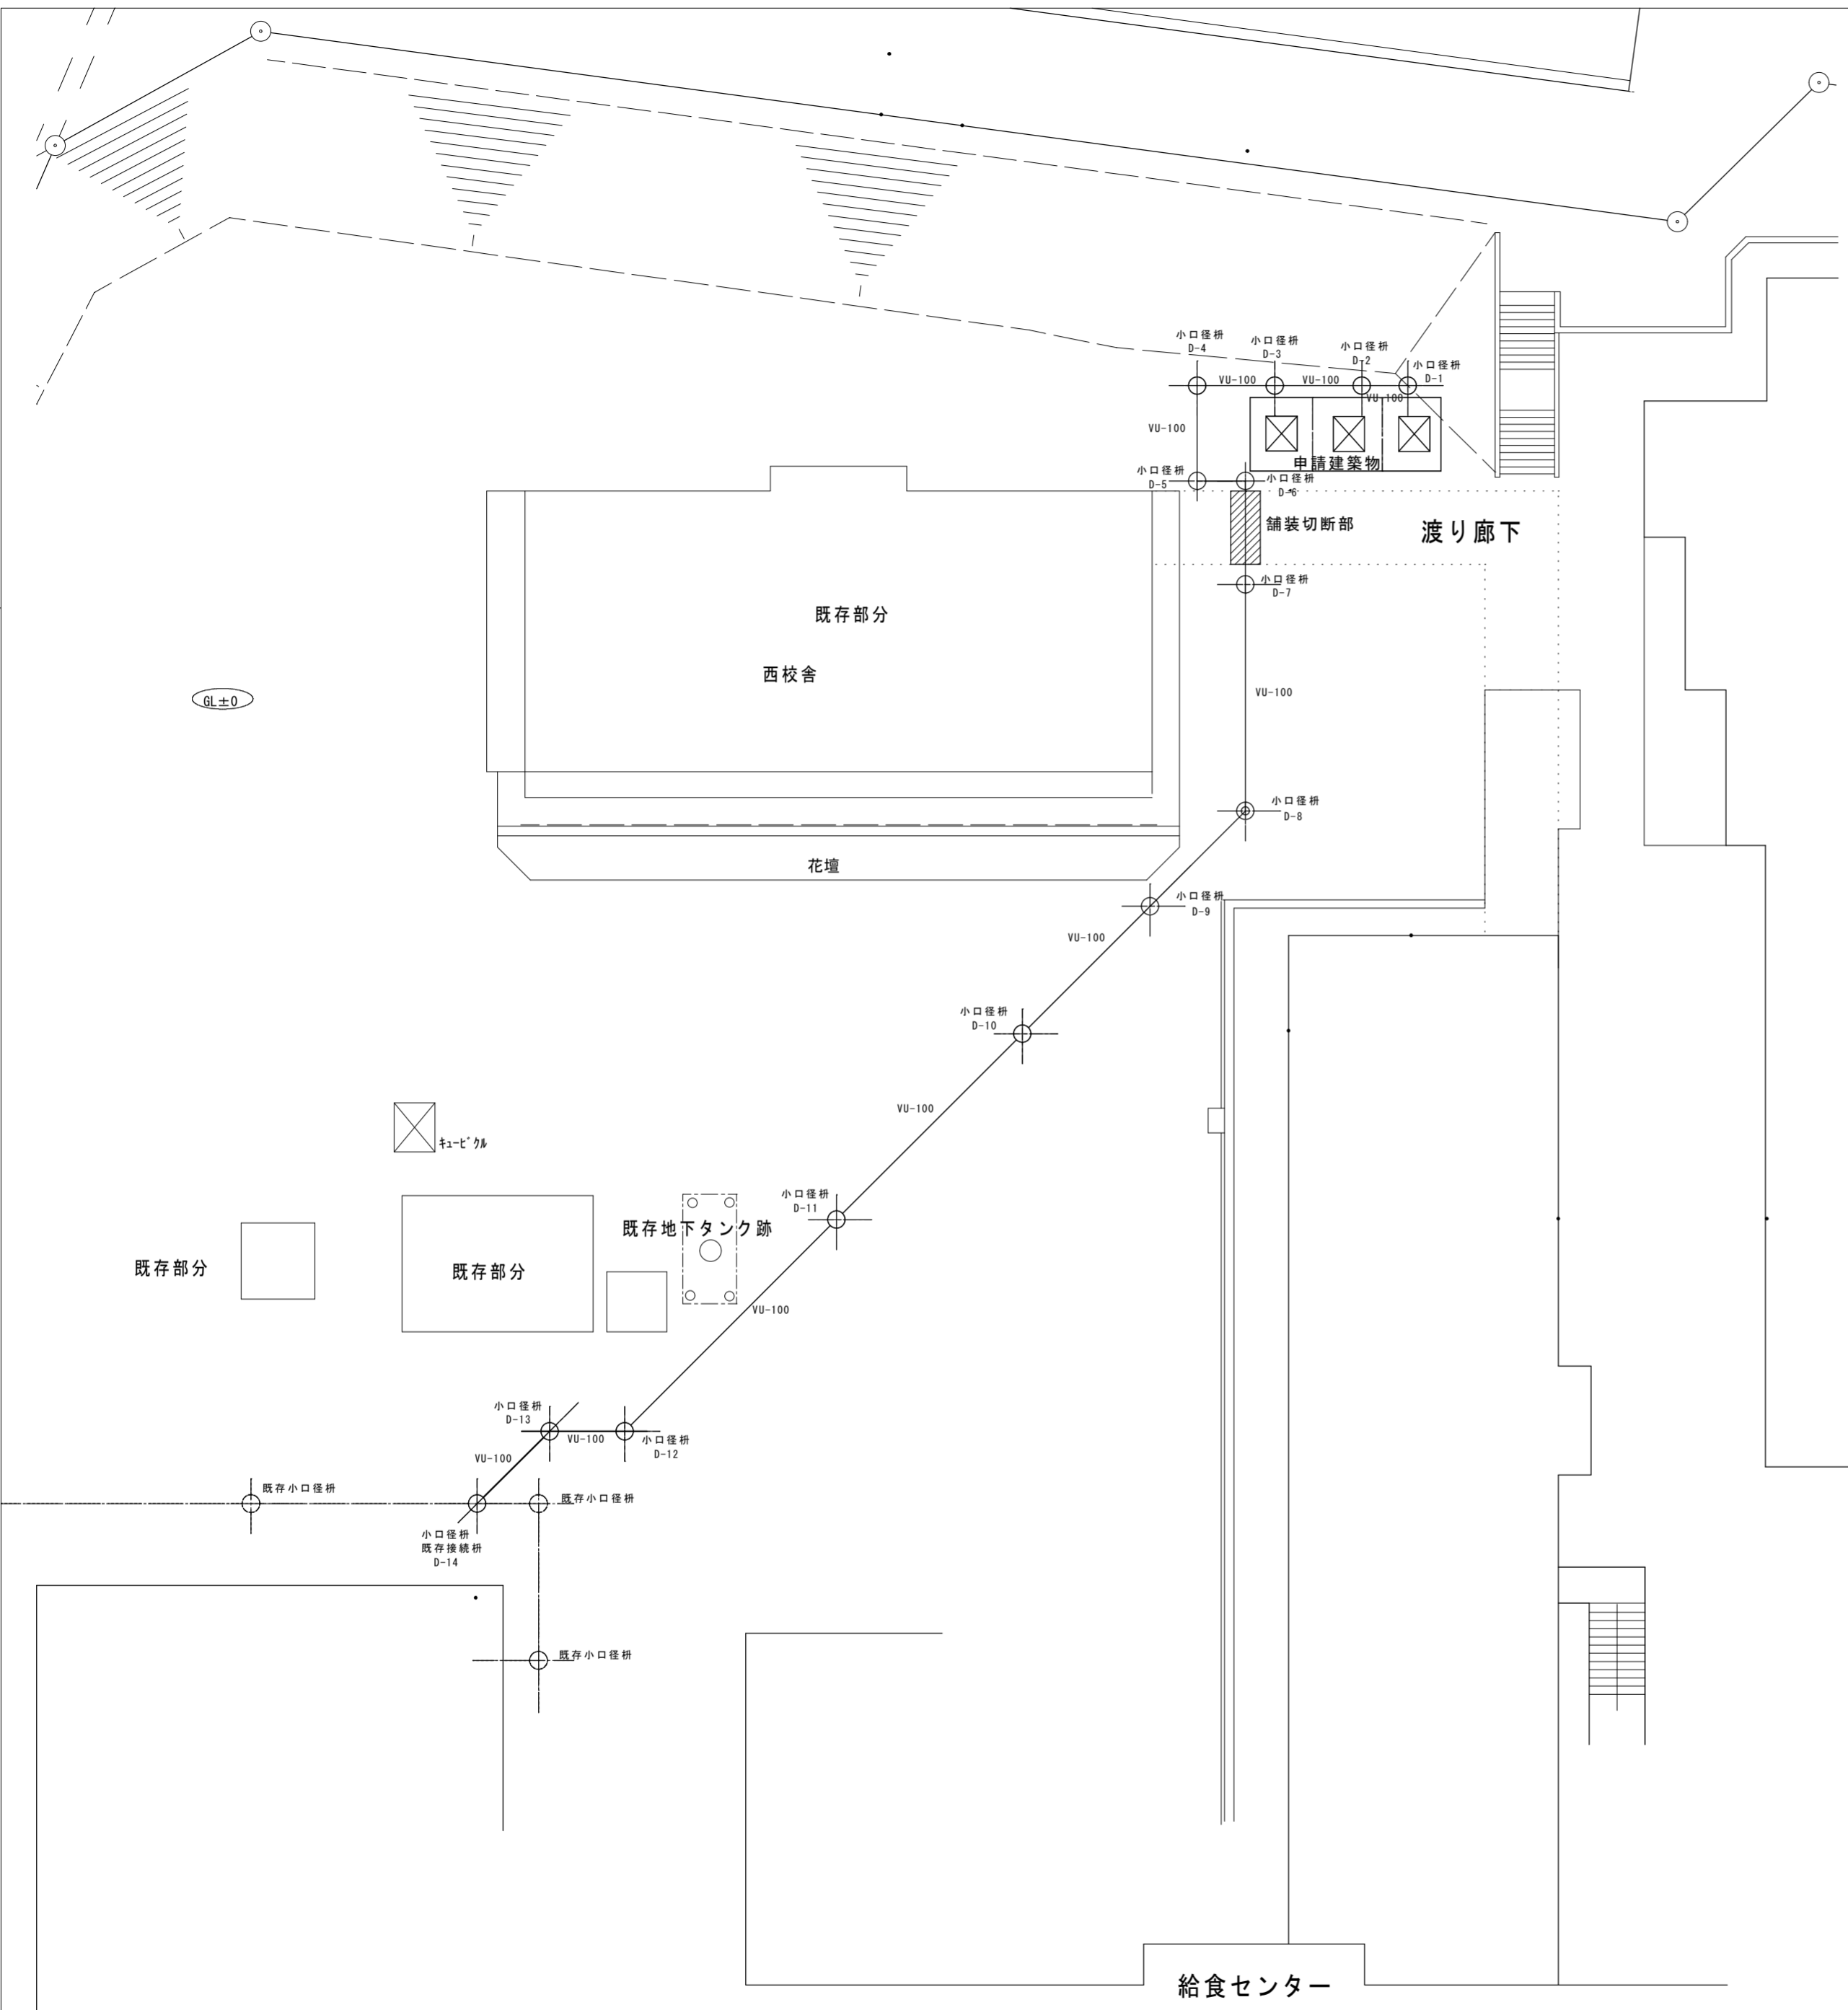 小口径枡
D-4
小口径枡
D-3
小口径枡
D-2
小口径枡
D-1
VU-100
VU-100
VU-100
VU-100
申請建築物
小口径枡
D-5
小口径枡
D-6
舗装切断部
渡り廊下
小口径枡
D-7
既存部分
西校舎
GL±0
VU-100
小口径枡
D-8
花壇
小口径枡
D-9
VU-100
小口径枡
D-10
VU-100
キュービクル
小口径枡
D-11
既存地下タンク跡
既存部分
既存部分
VU-100
小口径枡
D-13
VU-100
小口径枡
D-12
VU-100
既存小口径枡
既存小口径枡
小口径枡
既存接続枡
D-14
既存小口径枡
給食センター